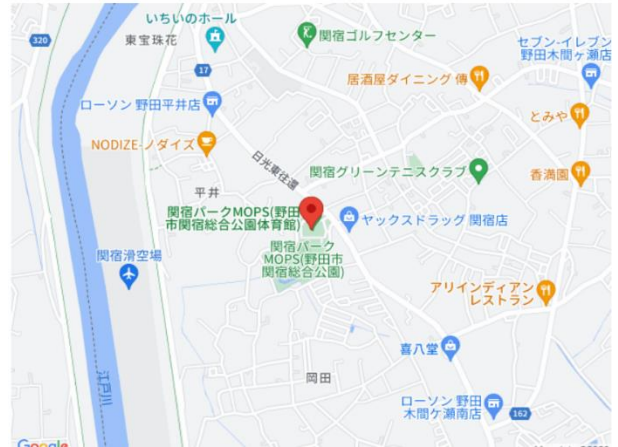 いちいのホール
320
東宝珠花
関宿ゴルフセンター
セブン-イレブン
野田木間ヶ瀬店
17
居酒屋ダイニング 傳
ローソン 野田平井店
とみや
NODIZE-ノダイズ
日光東往還
関宿グリーンテニスクラブ
香満園
平井
関宿パークMOPS(野田
市関宿総合公園体育館)
ヤックスドラッグ 関宿店
関宿パーク
MOPS(野田市
関宿総合公園)
関宿滑空場
アリインディアン
レストラン
喜八堂
江戸川
岡田
ローソン 野田
木間ケ瀬南店
162
Google